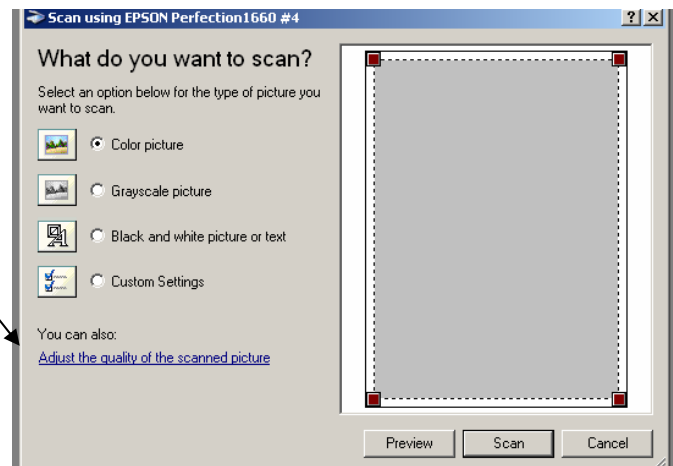 Scan using EPSON Perfection1660 #4
What do you want to scan?
Select an option below for the type of picture you
want to scan.
Color picture
Grayscale picture
Black and white picture or text
Custom Settings
You can also:
Adjust the quality of the scanned picture
Preview Scan Cancel